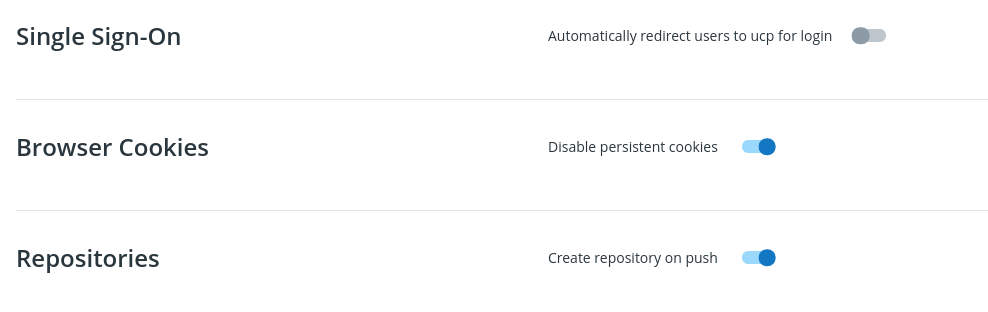 Single Sign-On
Automatically redirect users to ucp for login
Browser Cookies
Disable persistent cookies
Repositories
Create repository on push